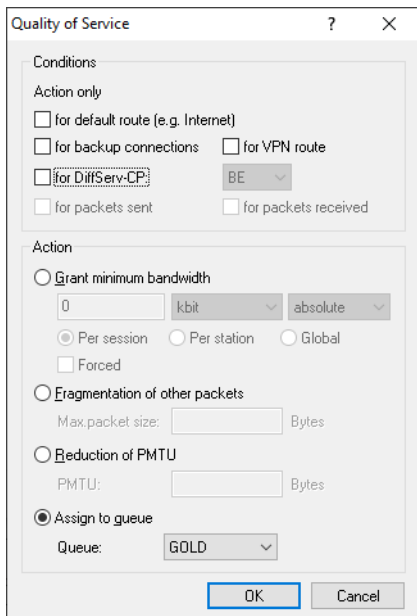 Quality of Service ?
Conditions
Action only
for default route (e.g. Internet)
for backup connections for VPN route
for DiffServ-CP: BE
for packets sent for packets received
Action
Grant minimum bandwidth
0 kbit absolute
Per session Per station Global
Forced
Fragmentation of other packets
Max.packet size: Bytes
Reduction of PMTU
PMTU: Bytes
Assign to queue
Queue: GOLD
OK Cancel